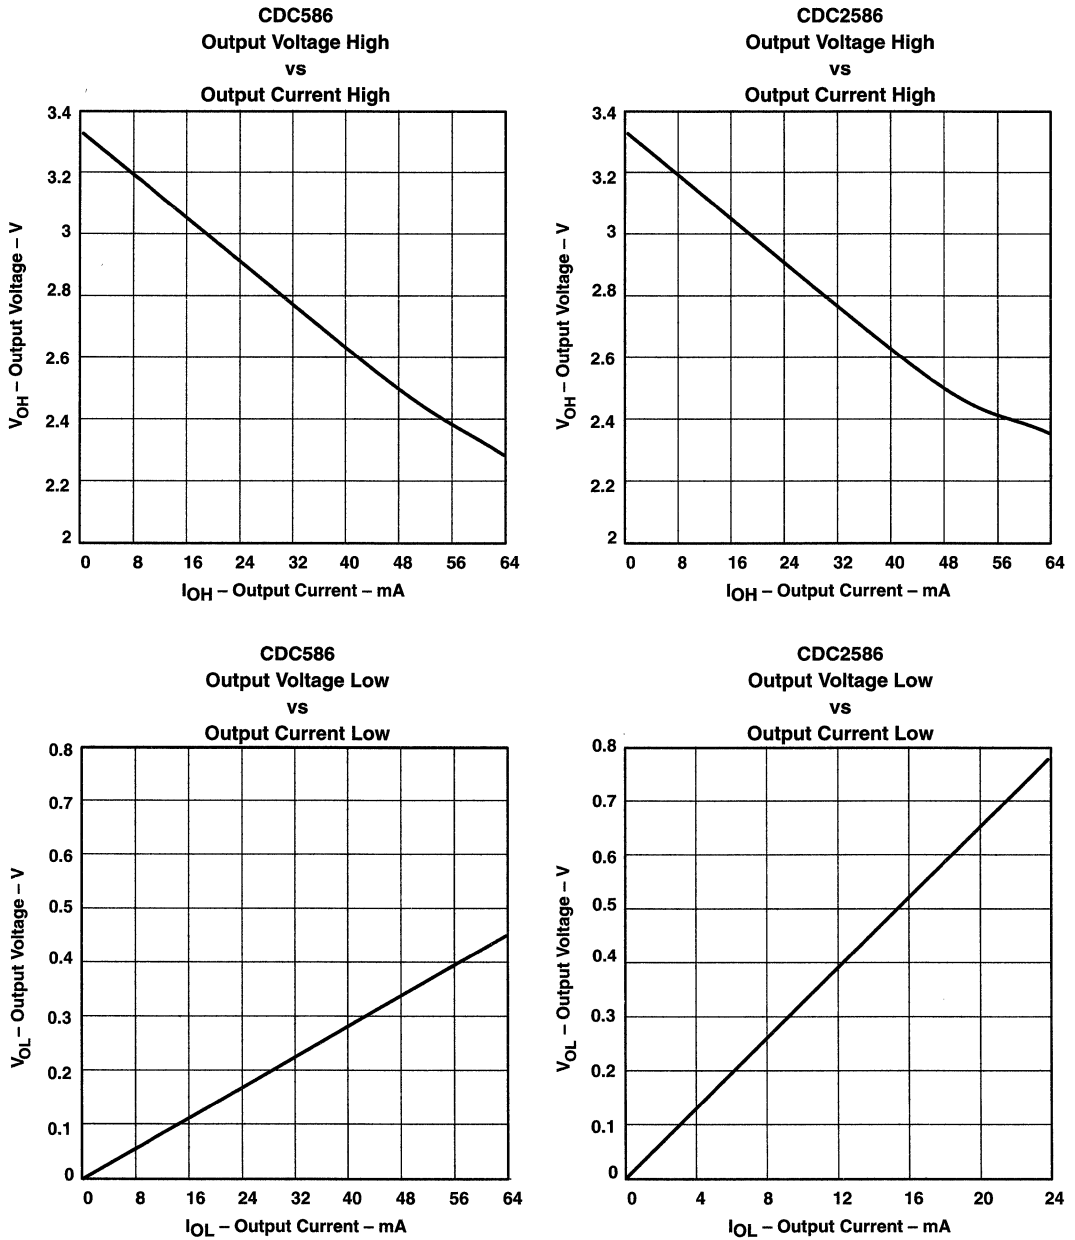 CDC586
Output Voltage High
vs
Output Current High
3.4
3.2
3
2.8
2.6
2.4
2.2
2
VOH – Output Voltage – V
0 8 16 24 32 40 48 56 64
IOH – Output Current – mA
CDC2586
Output Voltage High
vs
Output Current High
3.4
3.2
3
2.8
2.6
2.4
2.2
2
VOH – Output Voltage – V
0 8 16 24 32 40 48 56 64
IOH – Output Current – mA
CDC586
Output Voltage Low
vs
Output Current Low
0.8
0.7
0.6
0.5
0.4
0.3
0.2
0.1
0
VOL – Output Voltage – V
0 8 16 24 32 40 48 56 64
IOL – Output Current – mA
CDC2586
Output Voltage Low
vs
Output Current Low
0.8
0.7
0.6
0.5
0.4
0.3
0.2
0.1
0
VOL – Output Voltage – V
0 4 8 12 16 20 24
IOL – Output Current – mA